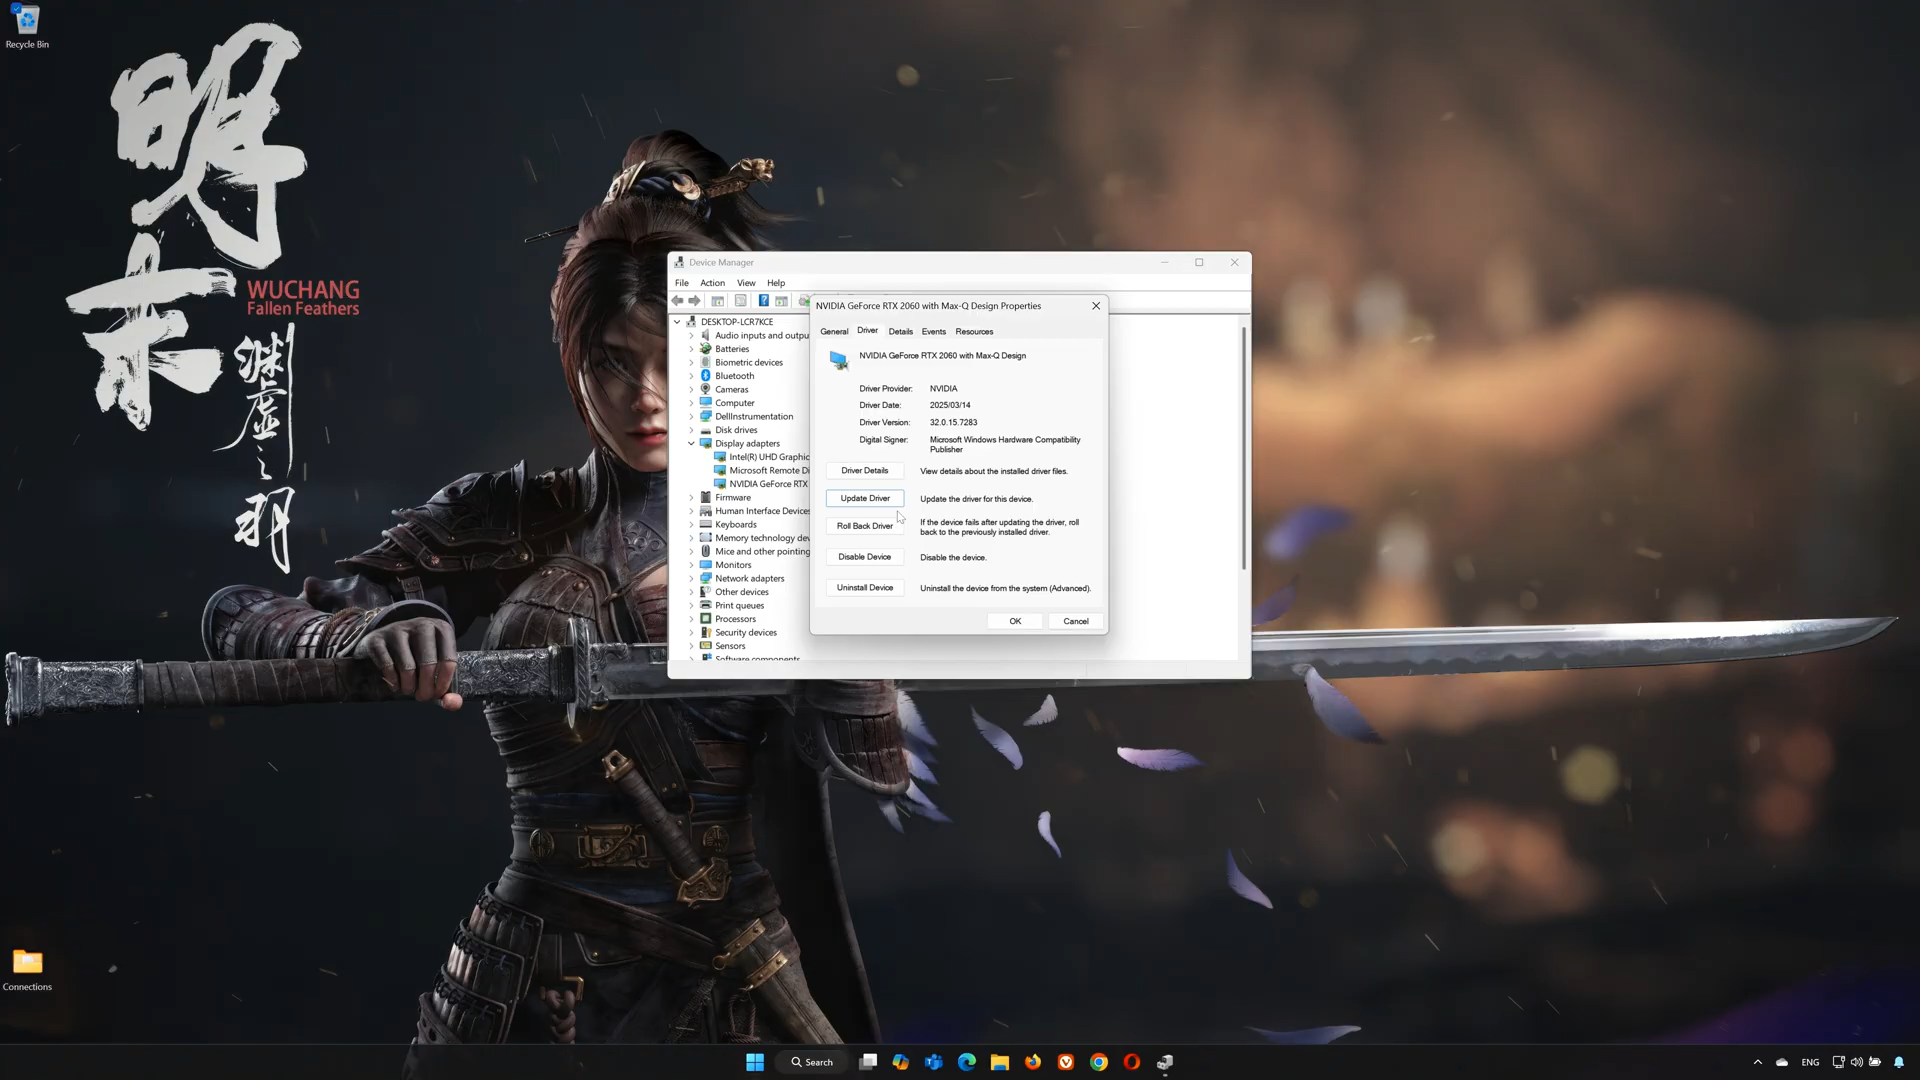 Recycle Bin
明末
WUCHANG
Fallen Feathers
渊虚之羽
Device Manager
File Action View Help
DESKTOP-LCR7KCE
Audio inputs and outpu
Batteries
Biometric devices
Bluetooth
Cameras
Computer
DellInstrumentation
Disk drives
Display adapters
Intel(R) UHD Graphic
Microsoft Remote Di
NVIDIA GeForce RTX
Firmware
Human Interface Devices
Keyboards
Memory technology dev
Mice and other pointing
Monitors
Network adapters
Other devices
Print queues
Processors
Security devices
Sensors
Software components
NVIDIA GeForce RTX 2060 with Max-Q Design Properties
General Driver Details Events Resources
NVIDIA GeForce RTX 2060 with Max-Q Design
Driver Provider: NVIDIA
Driver Date: 2025/03/14
Driver Version: 32.0.15.7283
Digital Signer: Microsoft Windows Hardware Compatibility
Publisher
Driver Details View details about the installed driver files.
Update Driver Update the driver for this device.
Roll Back Driver If the device fails after updating the driver, roll
back to the previously installed driver.
Disable Device Disable the device.
Uninstall Device Uninstall the device from the system (Advanced).
OK Cancel
Connections
Search
ENG